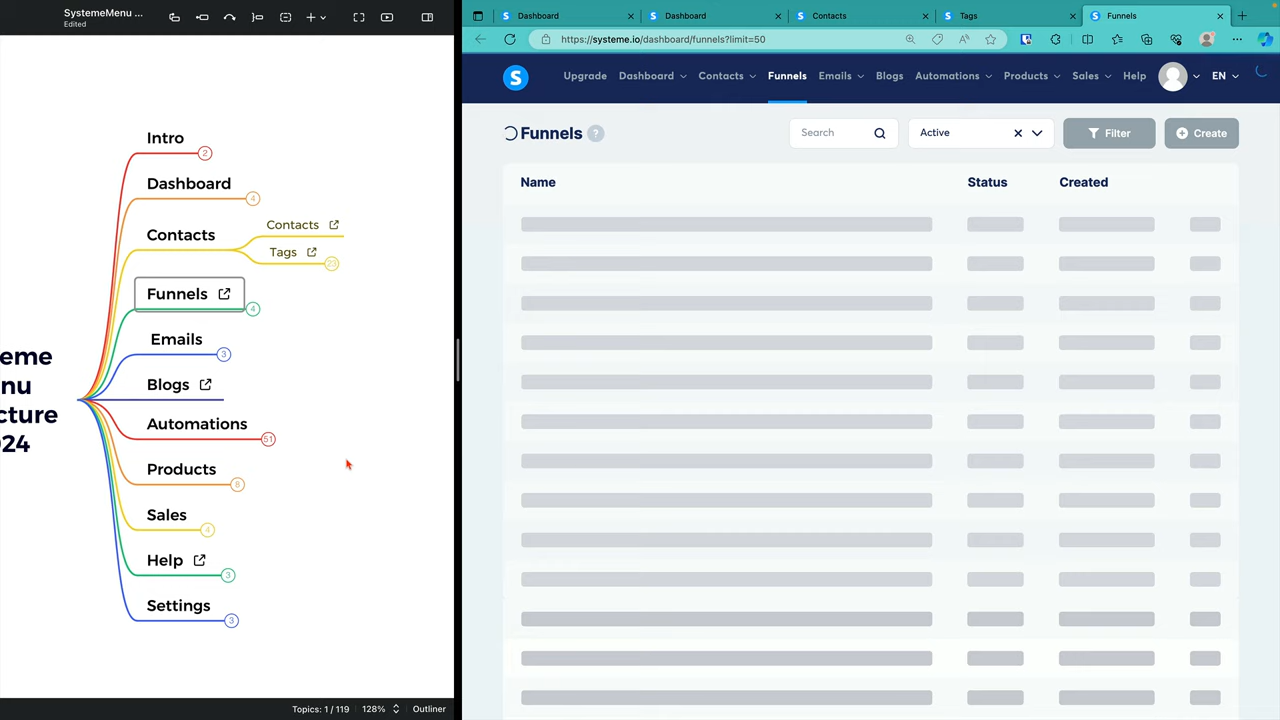 SystemeMenu ...
Edited
Intro
2
Dashboard
4
Contacts
Contacts
Tags
23
Funnels
4
Emails
3
Blogs
Automations
51
Products
8
Sales
4
Help
3
Settings
3
eme
nu
cture
024
Topics: 1 / 119
128%
Outliner
Dashboard
Dashboard
Contacts
Tags
Funnels
https://systeme.io/dashboard/funnels?limit=50
S
Upgrade
Dashboard
Contacts
Funnels
Emails
Blogs
Automations
Products
Sales
Help
EN
Funnels
?
Search
Active
Filter
Create
Name
Status
Created